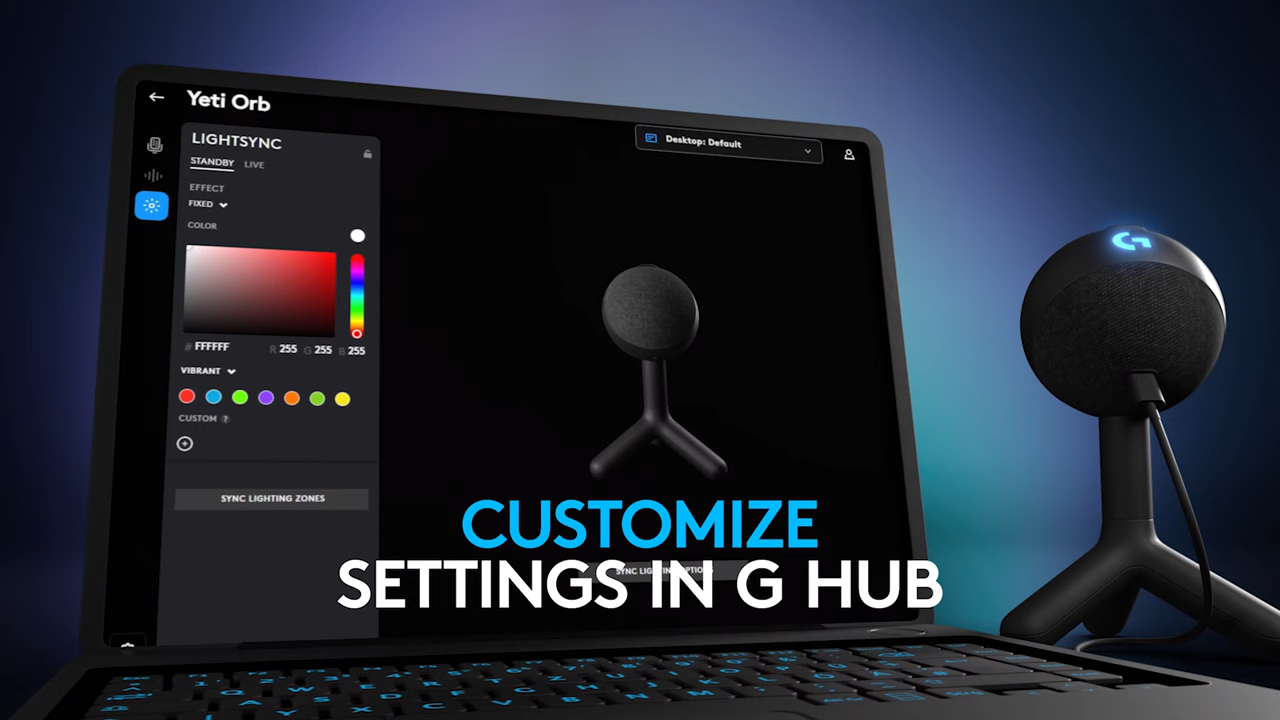 Yeti Orb
Desktop: Default
LIGHTSYNC
STANDBY LIVE
EFFECT
FIXED
COLOR
# FFFFFF R 255 G 255 B 255
VIBRANT
CUSTOM ?
SYNC LIGHTING ZONES
CUSTOMIZE
SETTINGS IN G HUB